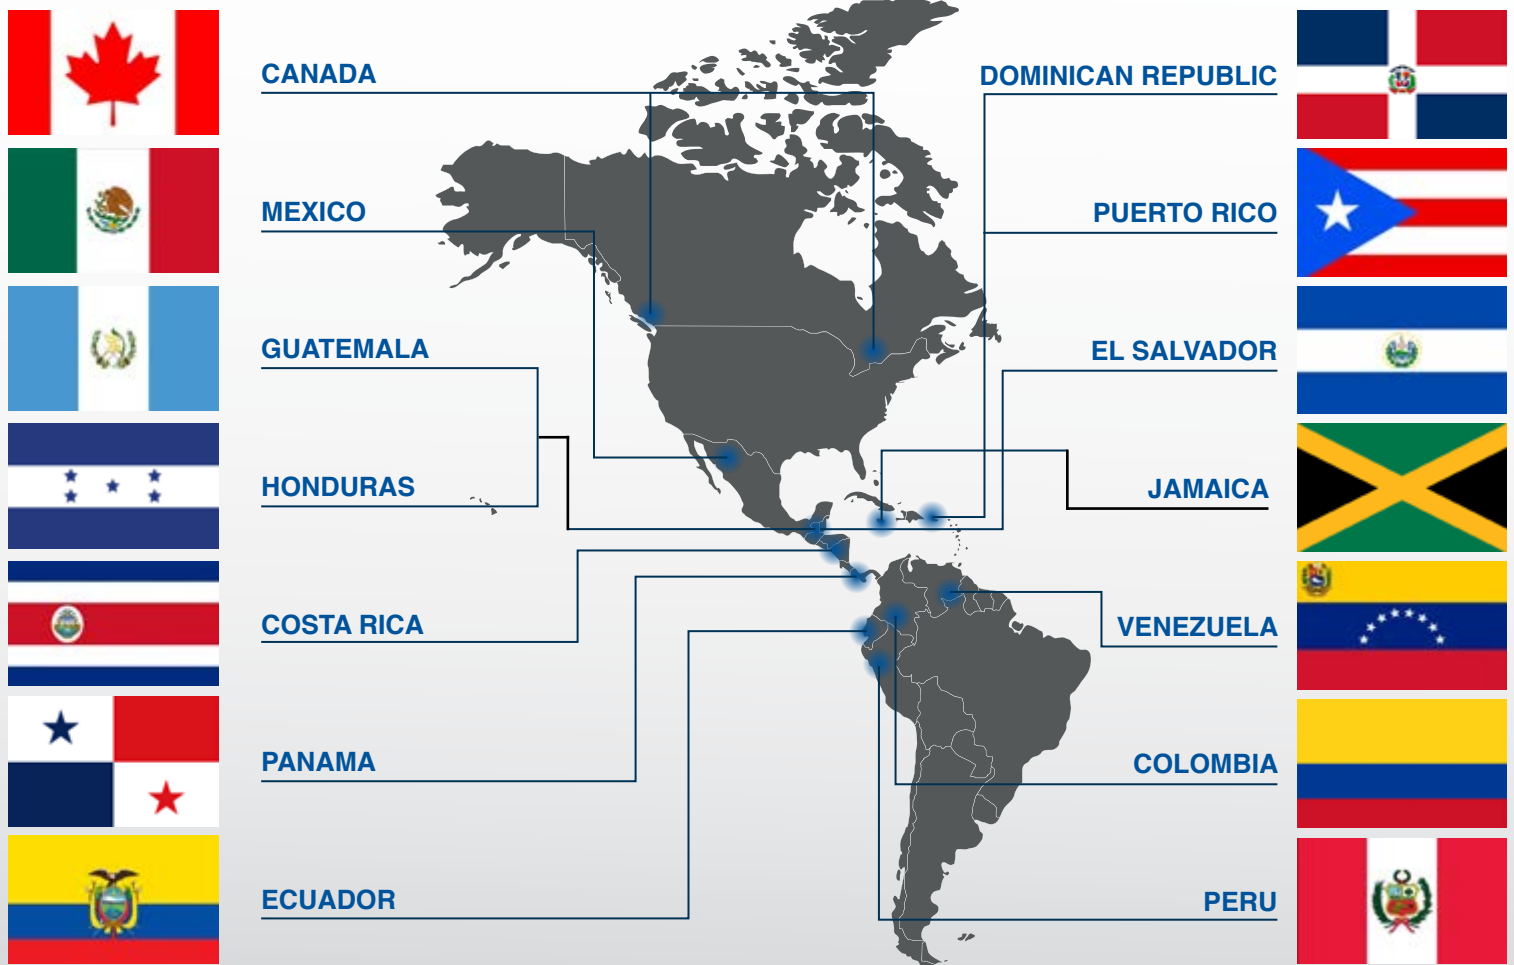 CANADA
MEXICO
GUATEMALA
HONDURAS
COSTA RICA
PANAMA
ECUADOR
DOMINICAN REPUBLIC
PUERTO RICO
EL SALVADOR
JAMAICA
VENEZUELA
COLOMBIA
PERU